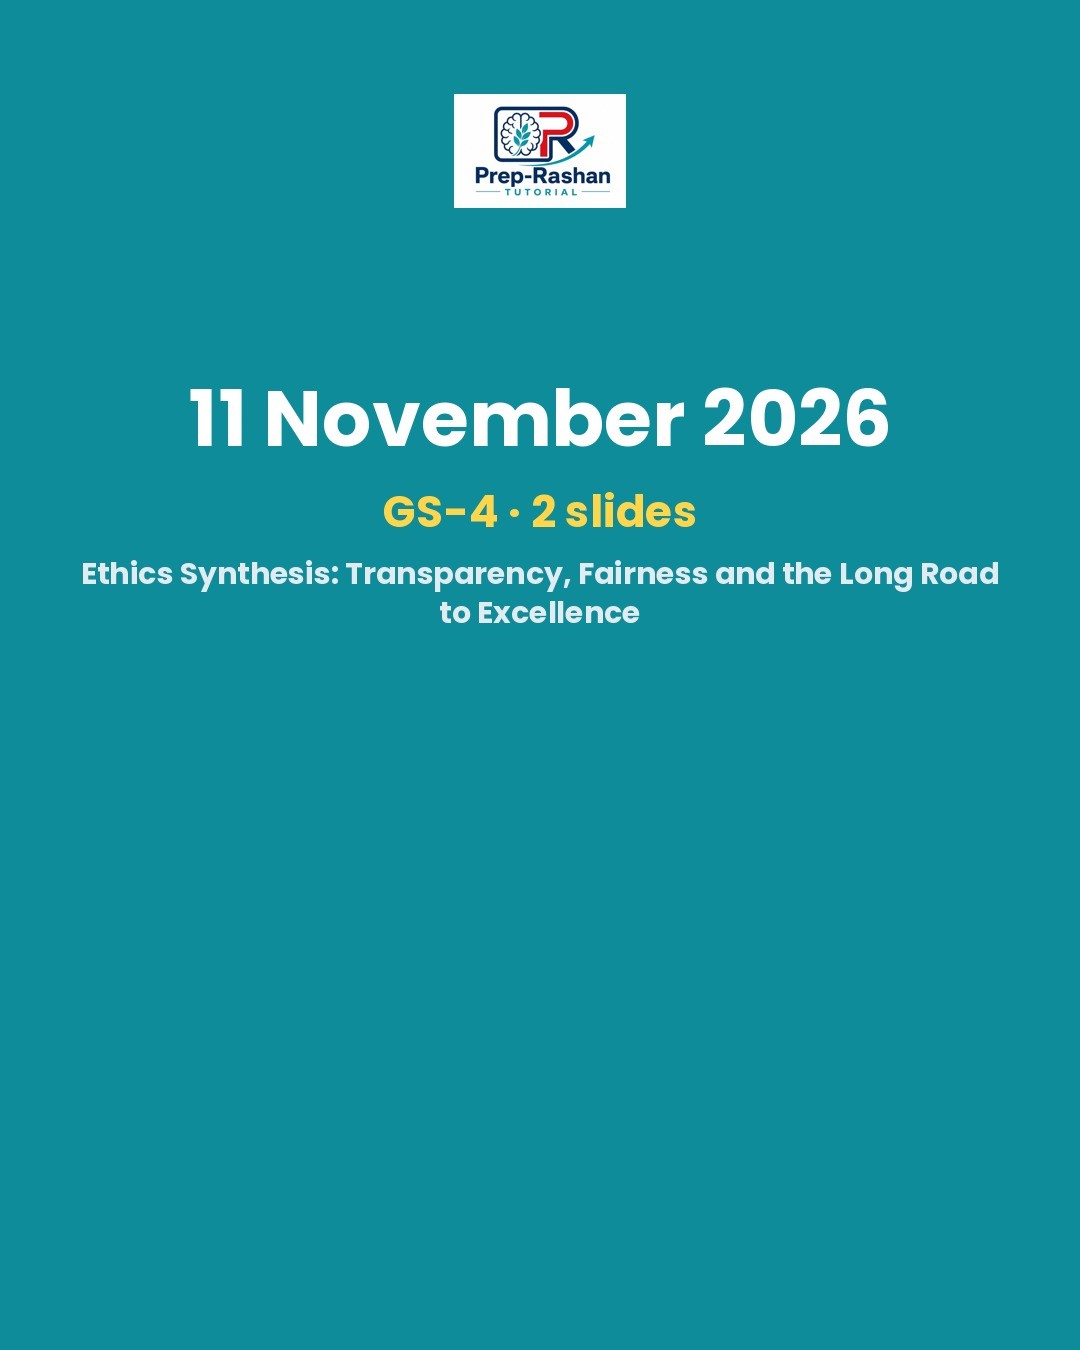 Prep-Rashan
TUTORIAL
11 November 2026
GS-4 · 2 slides
Ethics Synthesis: Transparency, Fairness and the Long Road
to Excellence